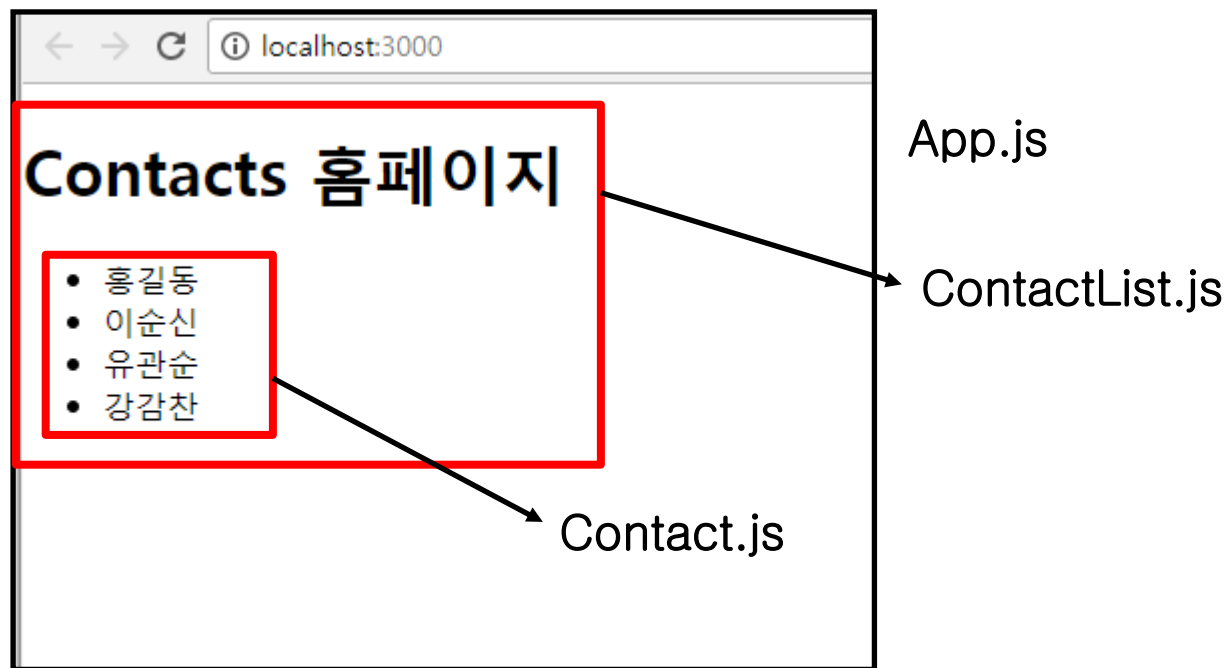 localhost:3000
App.js
Contacts 홈페이지
ContactList.js
홍길동
이순신
유관순
강감찬
Contact.js